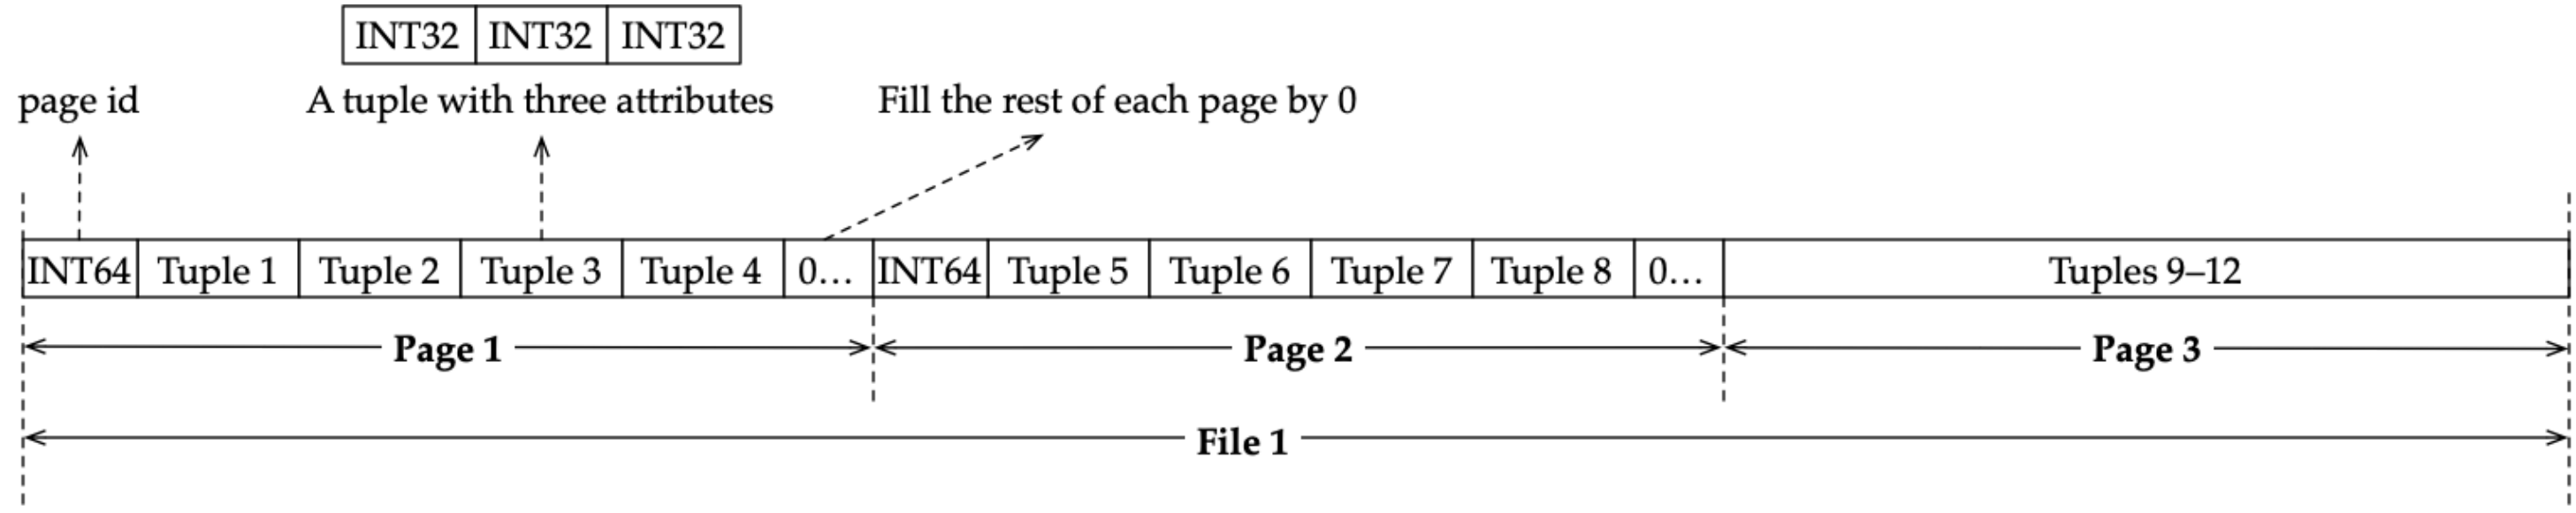 INT32 INT32 INT32
page id A tuple with three attributes Fill the rest of each page by 0
INT64 Tuple 1 Tuple 2 Tuple 3 Tuple 4 0... INT64 Tuple 5 Tuple 6 Tuple 7 Tuple 8 0... Tuples 9–12
Page 1 Page 2 Page 3
File 1